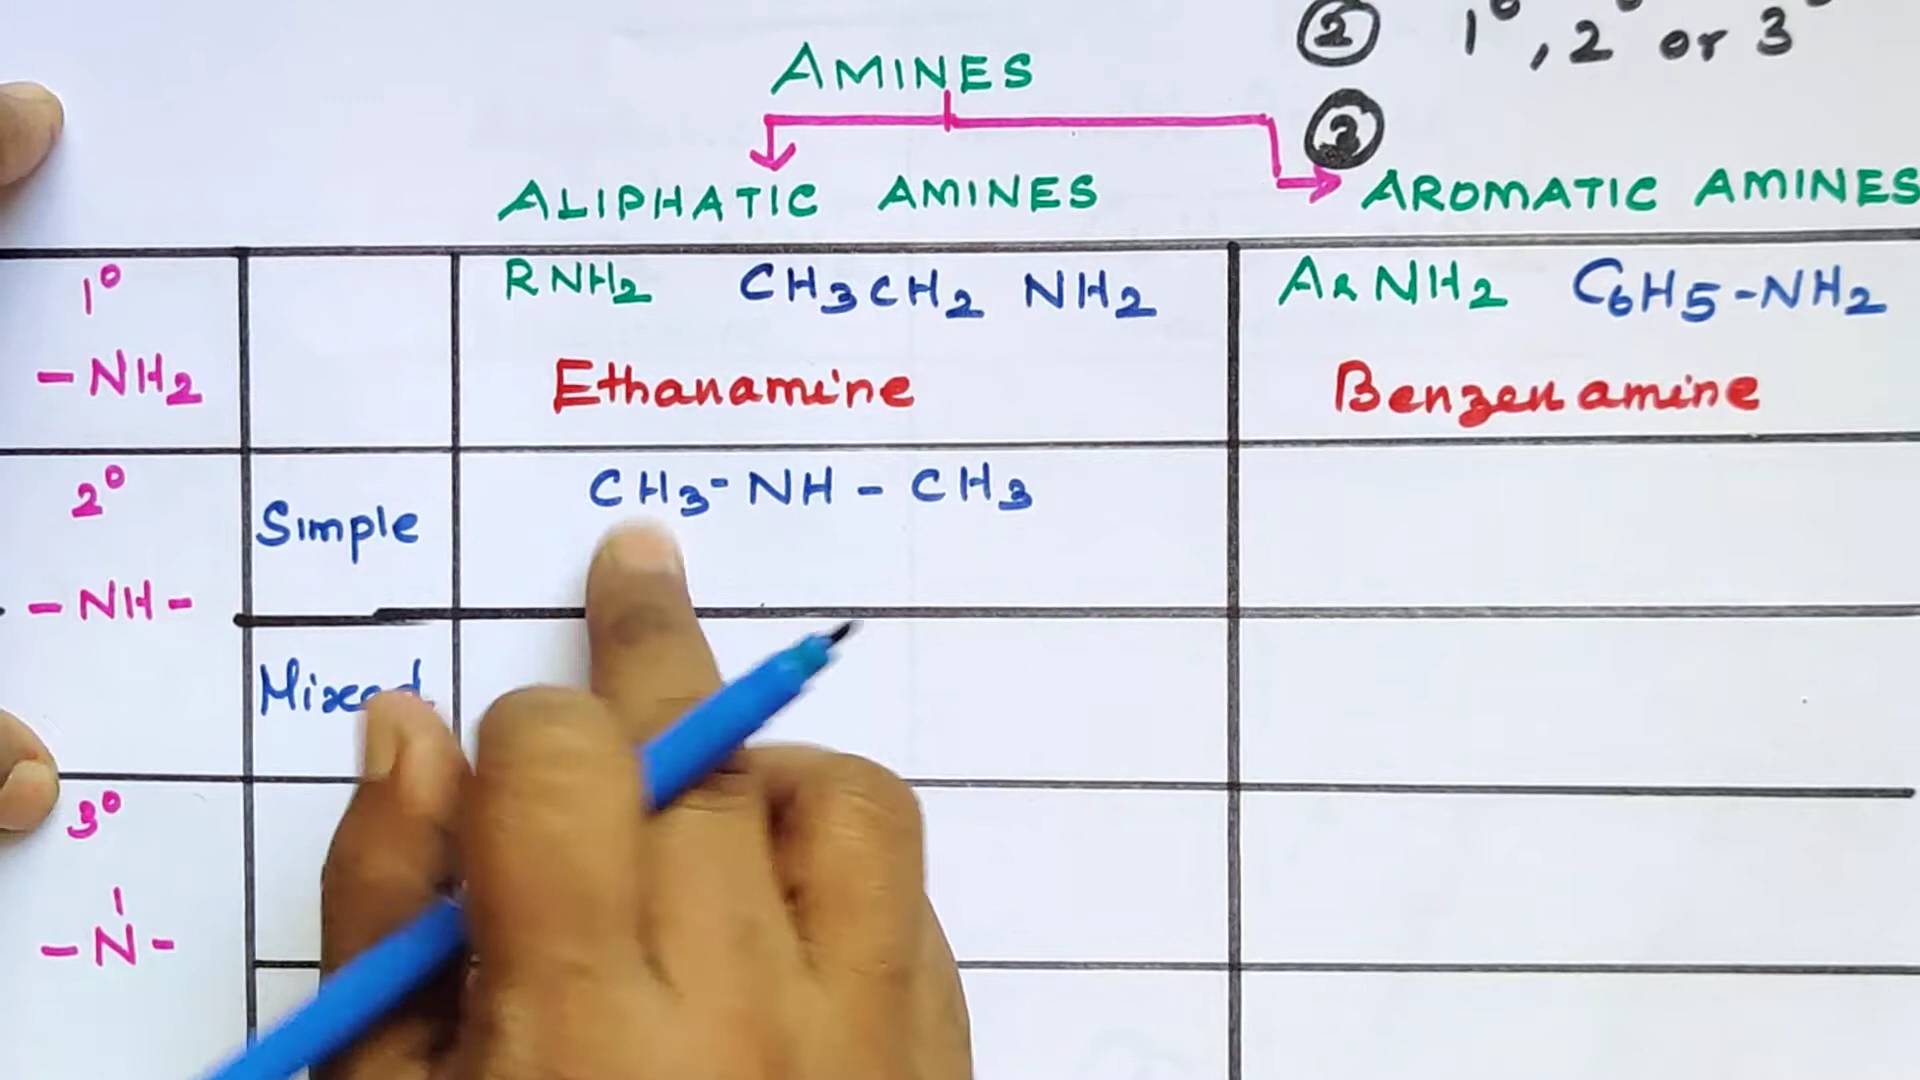 ② 1°, 2° or 3°
AMINES
③
ALIPHATIC AMINES AROMATIC AMINES
1° RNH2 CH3CH2 NH2 ArNH2 C6H5-NH2
-NH2 Ethanamine Benzenamine
2° Simple CH3-NH-CH3
-NH-
Mixed
3°
-N-